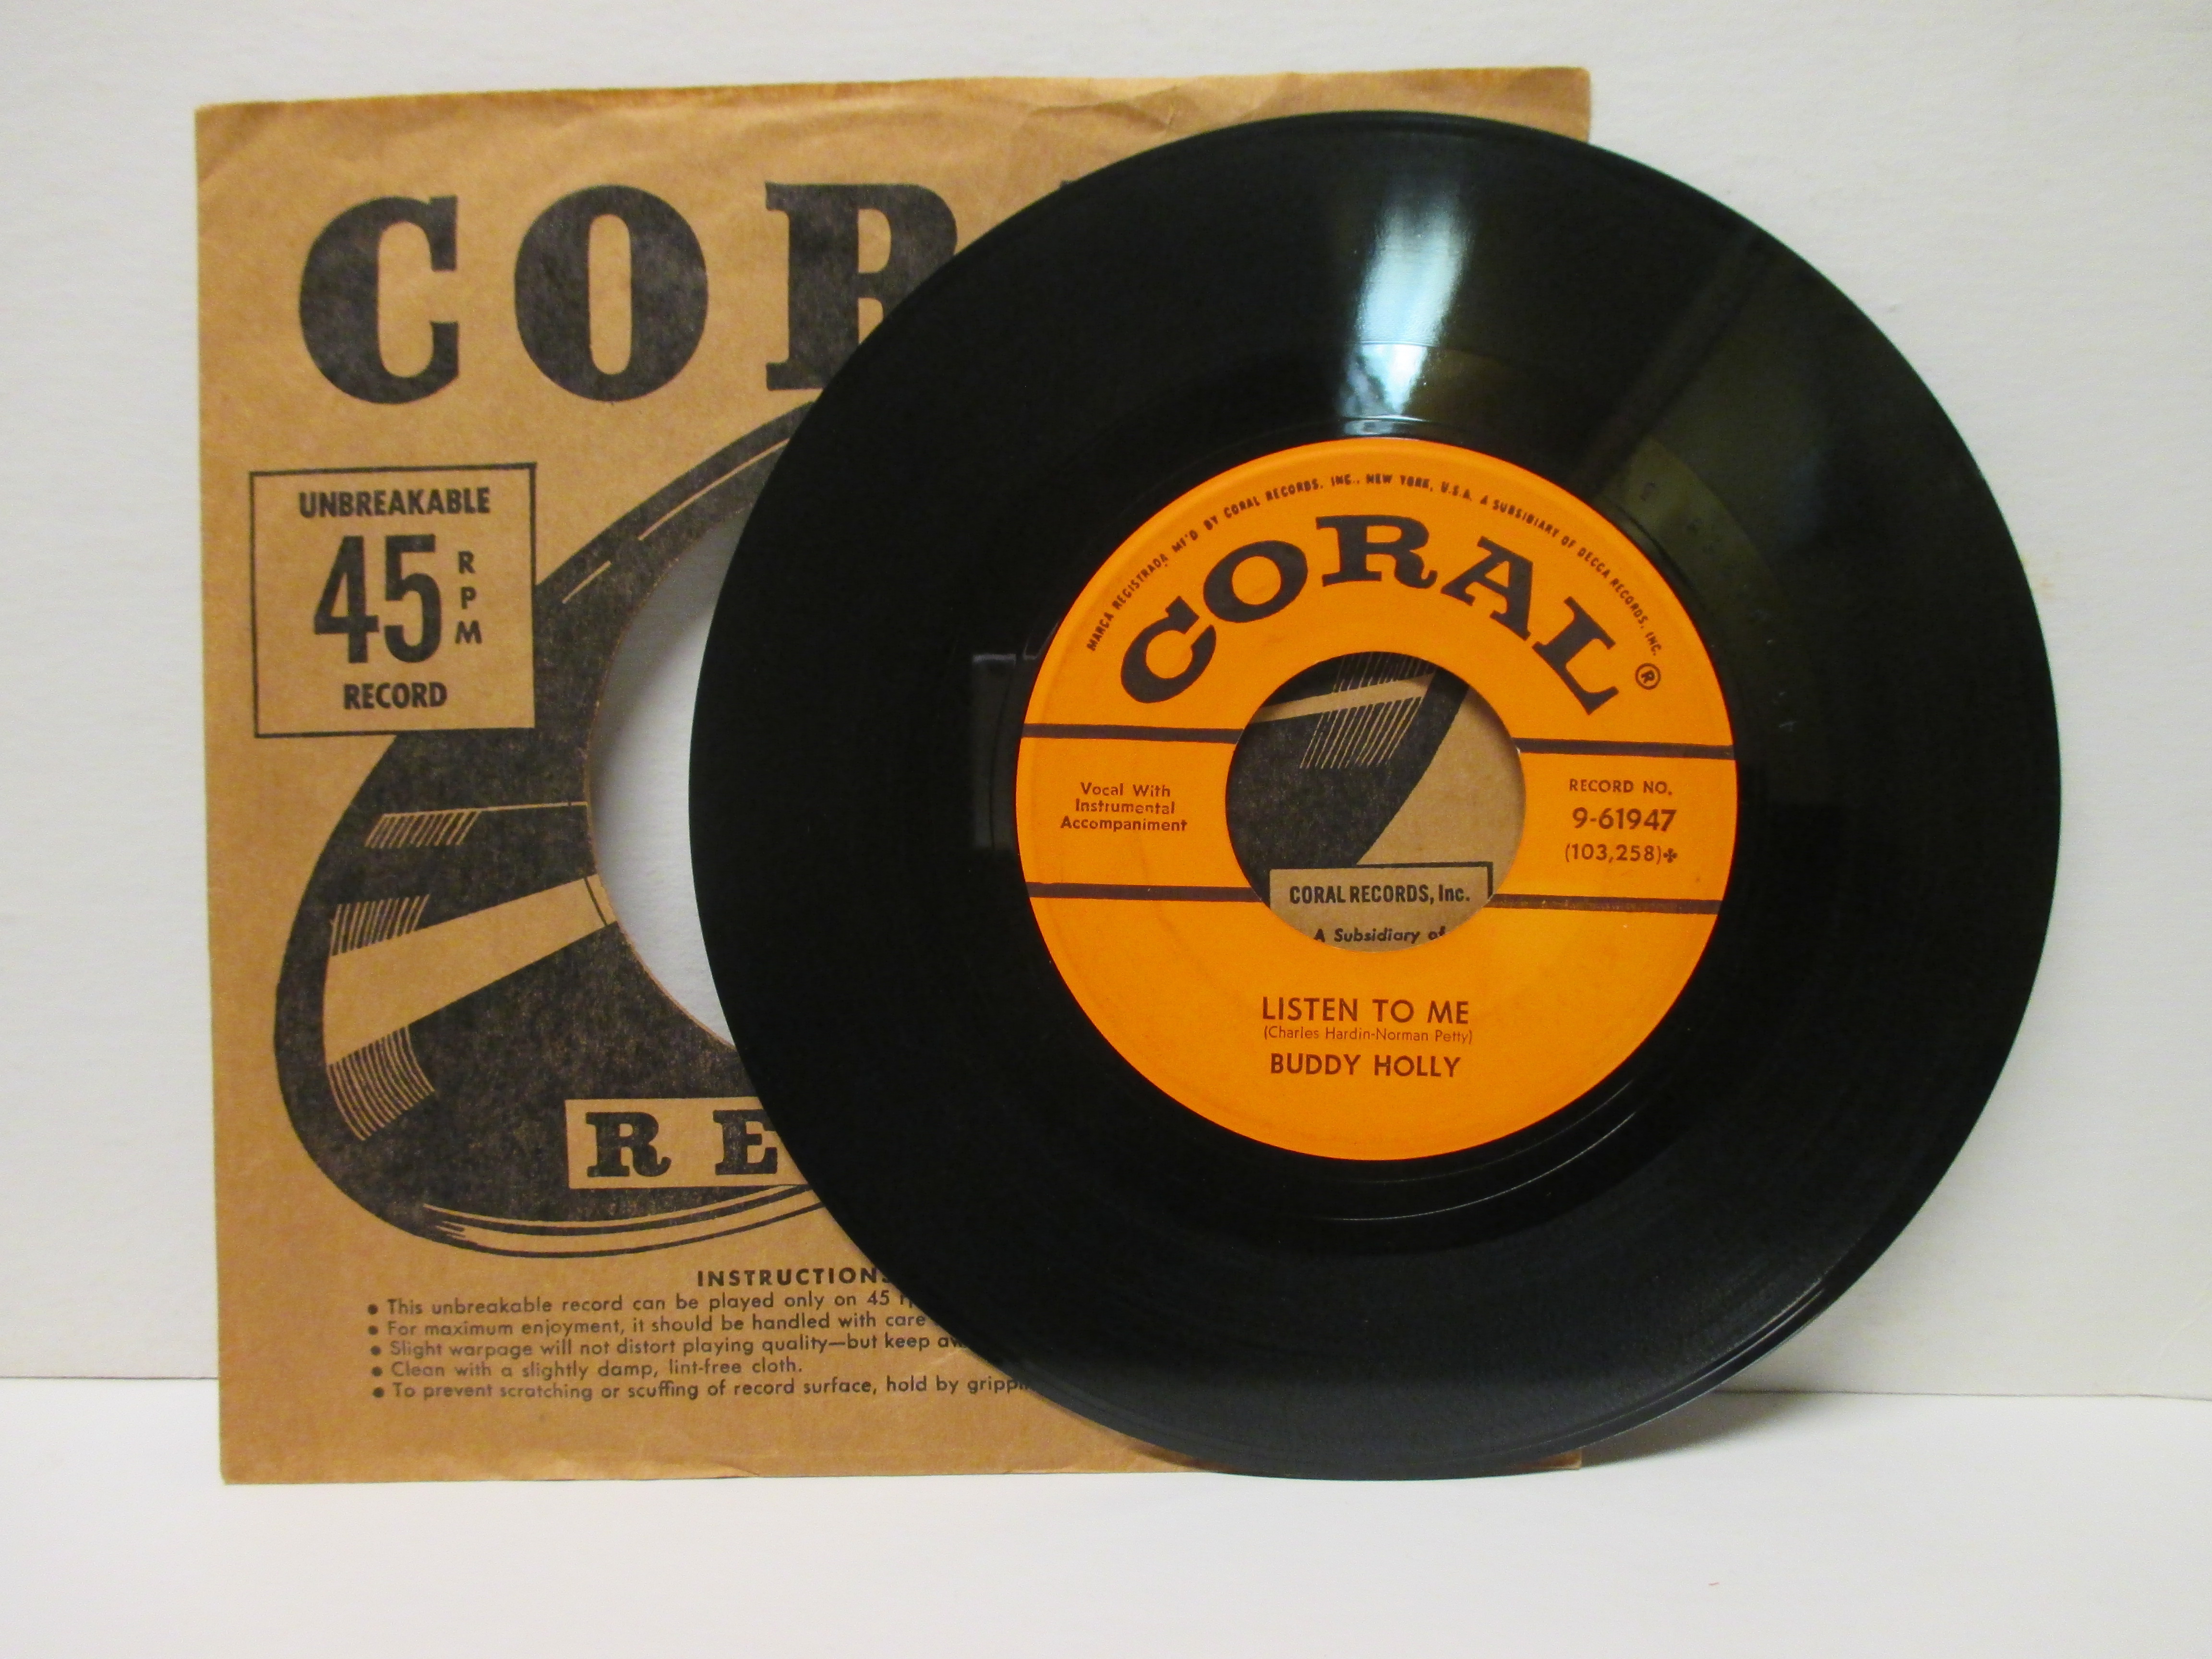 COR
UNBREAKABLE
45 RPM
RECORD
RE
INSTRUCTIONS
• This unbreakable record can be played only on 45
• For maximum enjoyment, it should be handled with care
• Slight warpage will not distort playing quality—but keep
• Clean with a slightly damp, lint-free cloth.
• To prevent scratching or scuffing of record surface, hold by
MARCA REGISTRADA MF'D BY CORAL RECORDS, INC., NEW YORK, U.S.A. A SUBSIDIARY OF DECCA RECORDS, INC.
CORAL ®
Vocal With
Instrumental
Accompaniment
RECORD NO.
9-61947
(103,258)✤
CORAL RECORDS, Inc.
A Subsidiary of
LISTEN TO ME
(Charles Hardin-Norman Petty)
BUDDY HOLLY